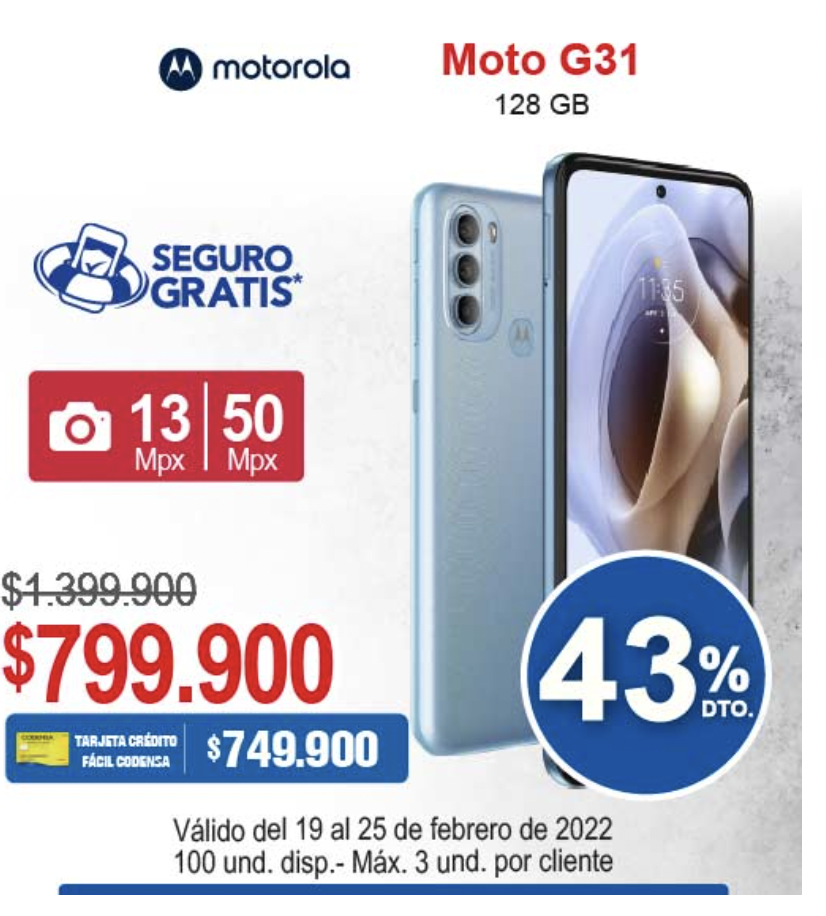 motorola
Moto G31
128 GB
SEGURO
GRATIS*
13 Mpx
50 Mpx
11:35
$1.399.900
$799.900
43% DTO.
CODENSA
TARJETA CRÉDITO
FÁCIL CODENSA
$749.900
Válido del 19 al 25 de febrero de 2022
100 und. disp.- Máx. 3 und. por cliente